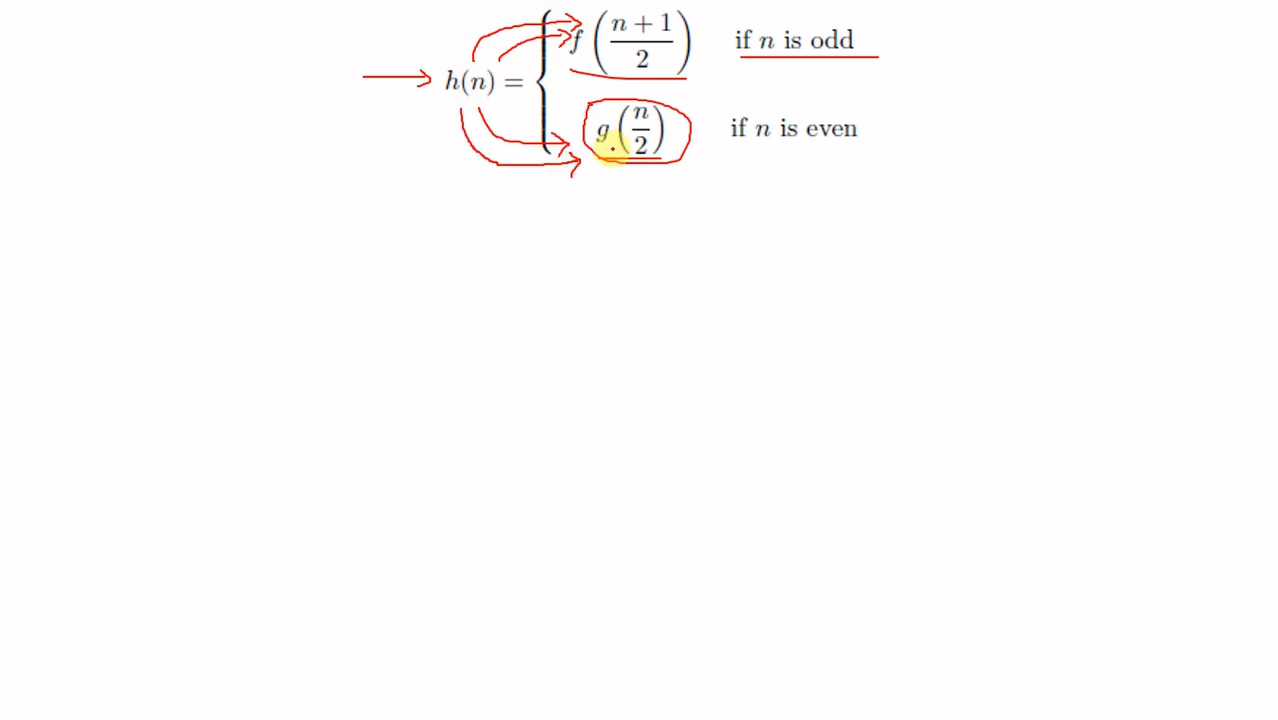 h(n) = { f((n + 1)/2) if n is odd
g(n/2) if n is even